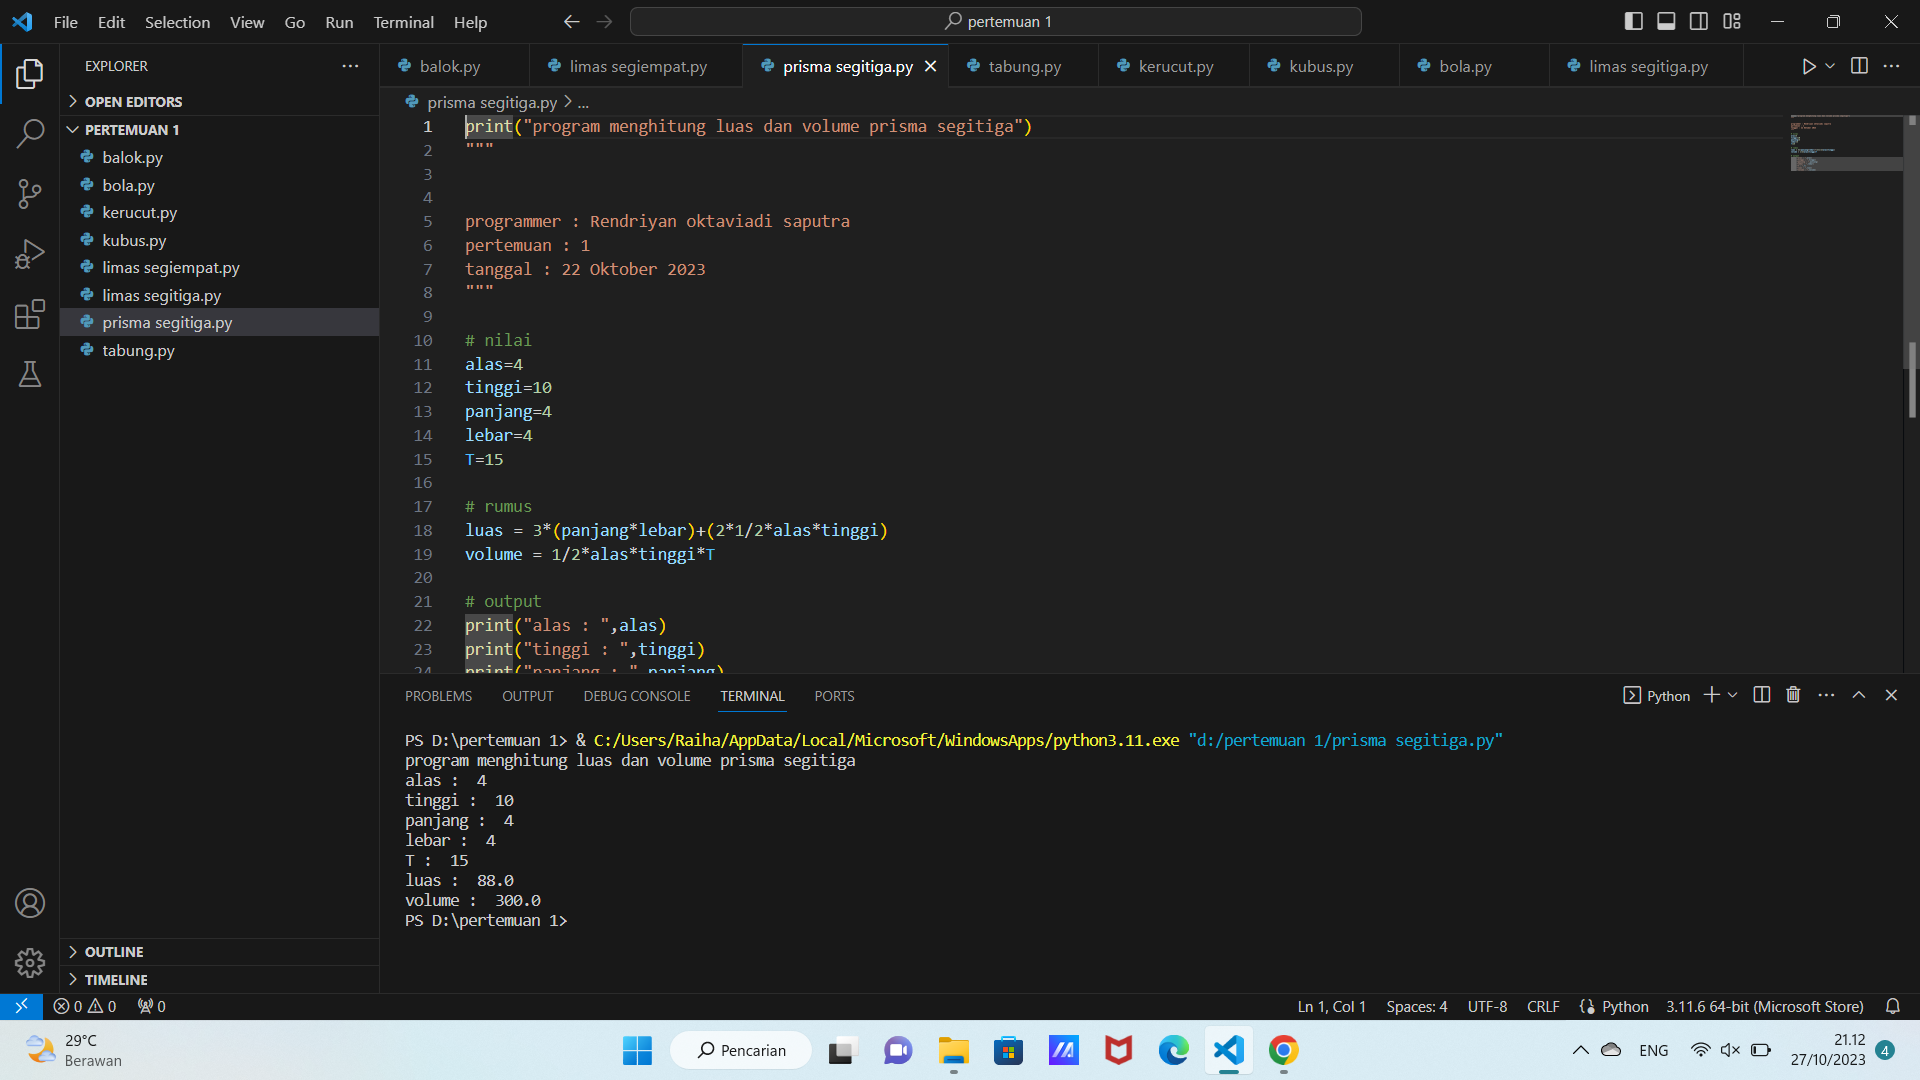 File Edit Selection View Go Run Terminal Help
pertemuan 1
EXPLORER
OPEN EDITORS
PERTEMUAN 1
balok.py
bola.py
kerucut.py
kubus.py
limas segiempat.py
limas segitiga.py
prisma segitiga.py
tabung.py
OUTLINE
TIMELINE
balok.py limas segiempat.py prisma segitiga.py tabung.py kerucut.py kubus.py bola.py limas segitiga.py
prisma segitiga.py > ...
1 print("program menghitung luas dan volume prisma segitiga")
2 """
3
4
5 programmer : Rendriyan oktaviadi saputra
6 pertemuan : 1
7 tanggal : 22 Oktober 2023
8 """
9
10 # nilai
11 alas=4
12 tinggi=10
13 panjang=4
14 lebar=4
15 T=15
16
17 # rumus
18 luas = 3*(panjang*lebar)+(2*1/2*alas*tinggi)
19 volume = 1/2*alas*tinggi*T
20
21 # output
22 print("alas : ",alas)
23 print("tinggi : ",tinggi)
24 print("panjang : ",panjang)
PROBLEMS OUTPUT DEBUG CONSOLE TERMINAL PORTS
Python
PS D:\pertemuan 1> & C:/Users/Raiha/AppData/Local/Microsoft/WindowsApps/python3.11.exe "d:/pertemuan 1/prisma segitiga.py"
program menghitung luas dan volume prisma segitiga
alas :  4
tinggi :  10
panjang :  4
lebar :  4
T :  15
luas :  88.0
volume :  300.0
PS D:\pertemuan 1>
0 0 0
Ln 1, Col 1 Spaces: 4 UTF-8 CRLF Python 3.11.6 64-bit (Microsoft Store)
29°C
Berawan
Pencarian
ENG
21.12
27/10/2023
4